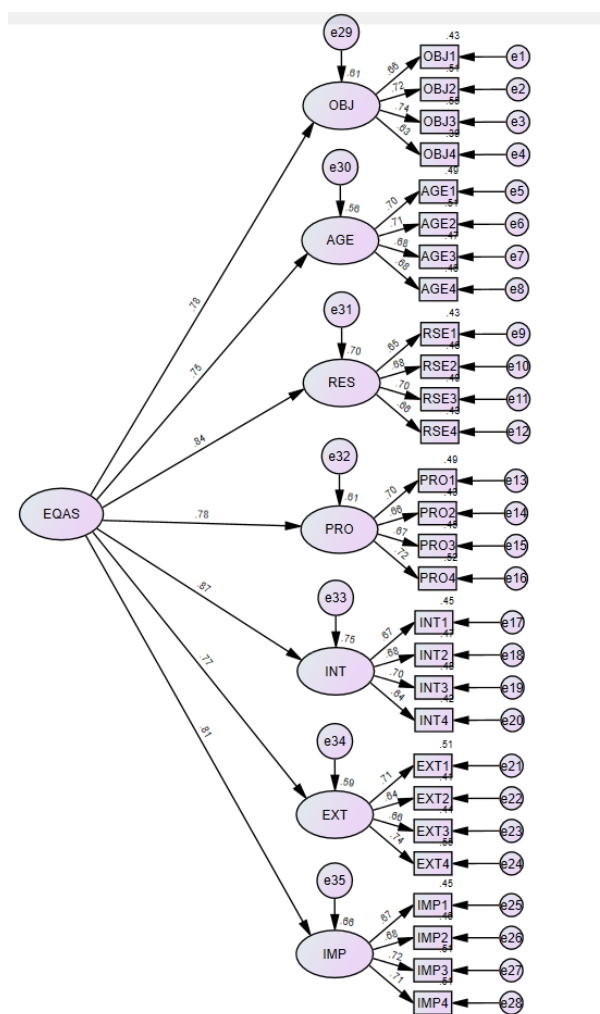 e29
.43
.61
.66
OBJ1
e1
.51
.72
OBJ2
e2
OBJ
.55
.74
OBJ3
e3
.39
.63
OBJ4
e4
e30
.49
.56
.70
AGE1
e5
.51
.71
AGE2
e6
AGE
.47
.68
AGE3
e7
.46
.68
AGE4
e8
e31
.43
.70
.65
RSE1
e9
.46
.68
RSE2
e10
RES
.49
.70
RSE3
e11
.43
.66
RSE4
e12
e32
.49
.61
.70
PRO1
e13
.43
.66
PRO2
e14
PRO
.67
PRO3
e15
.52
.72
PRO4
e16
EQAS
.78
.75
.84
.78
.87
.77
.81
e33
.45
.75
.67
INT1
e17
.47
.68
INT2
e18
INT
.70
INT3
e19
.42
.64
INT4
e20
e34
.51
.59
.71
EXT1
e21
.41
.64
EXT2
e22
EXT
.44
.66
EXT3
e23
.55
.74
EXT4
e24
e35
.45
.66
.67
IMP1
e25
.68
IMP2
e26
IMP
.51
.72
IMP3
e27
.51
.71
IMP4
e28